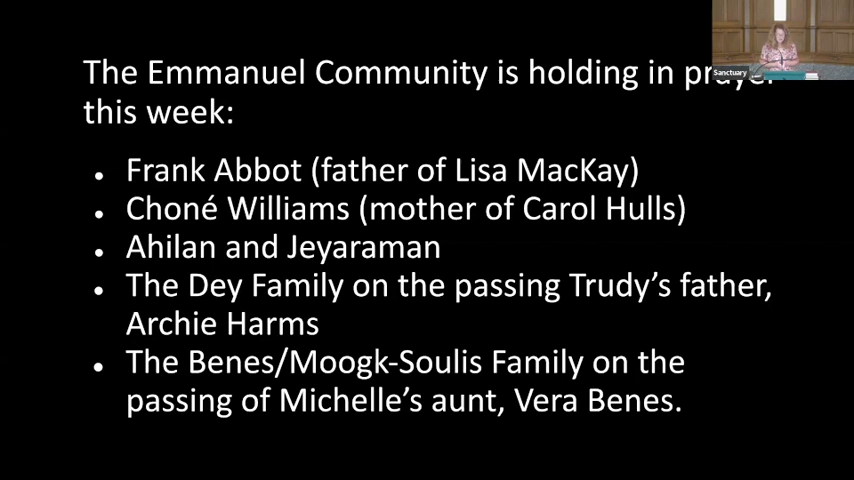 The Emmanuel Community is holding in prayer
this week:
Sanctuary
• Frank Abbot (father of Lisa MacKay)
• Choné Williams (mother of Carol Hulls)
• Ahilan and Jeyaraman
• The Dey Family on the passing Trudy’s father,
Archie Harms
• The Benes/Moogk-Soulis Family on the
passing of Michelle’s aunt, Vera Benes.